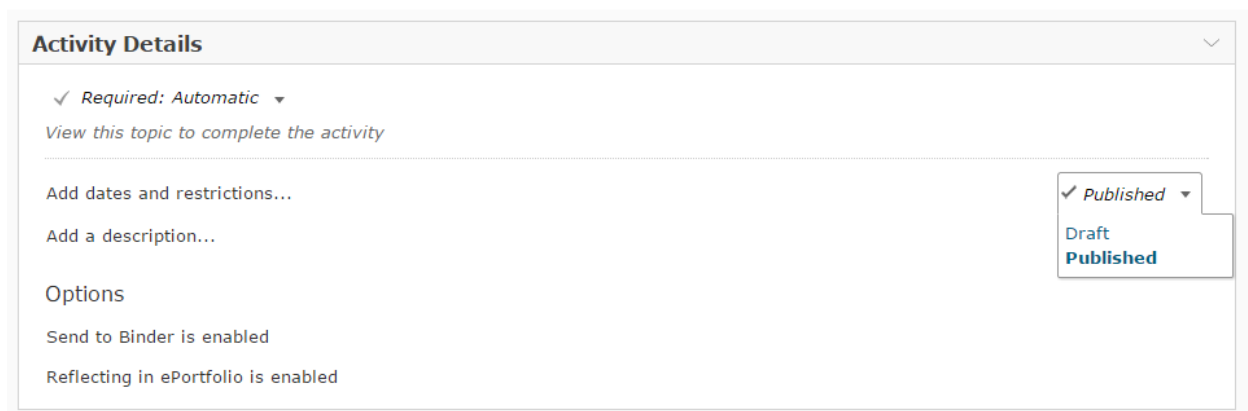 Activity Details
Required: Automatic
View this topic to complete the activity
Add dates and restrictions...
Published
Add a description...
Draft
Published
Options
Send to Binder is enabled
Reflecting in ePortfolio is enabled